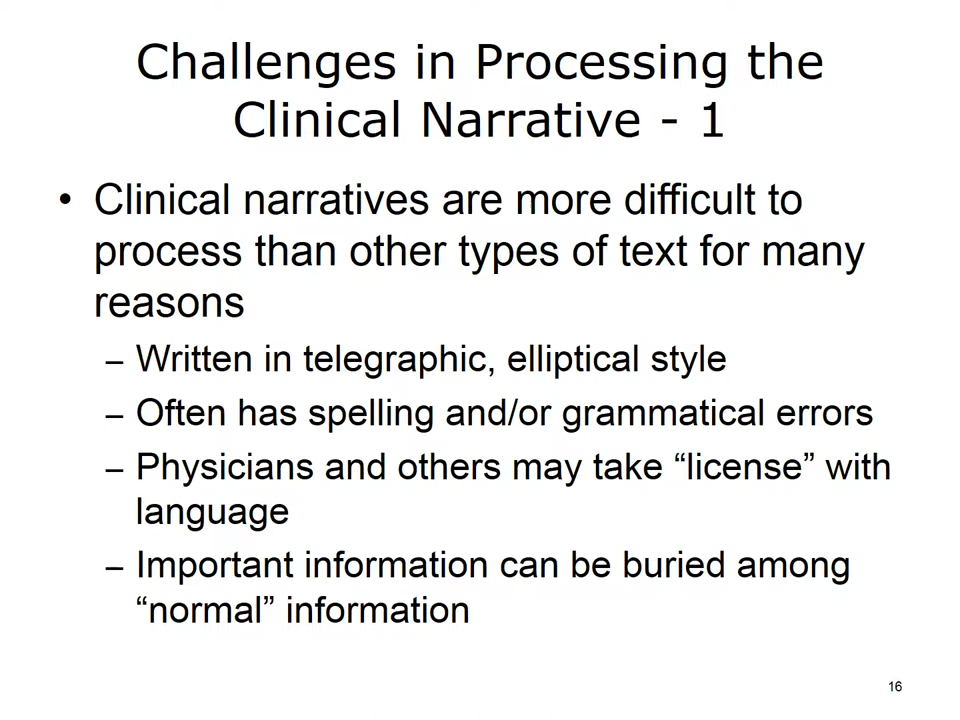 Challenges in Processing the
Clinical Narrative - 1
• Clinical narratives are more difficult to
process than other types of text for many
reasons
– Written in telegraphic, elliptical style
– Often has spelling and/or grammatical errors
– Physicians and others may take “license” with
language
– Important information can be buried among
“normal” information
16